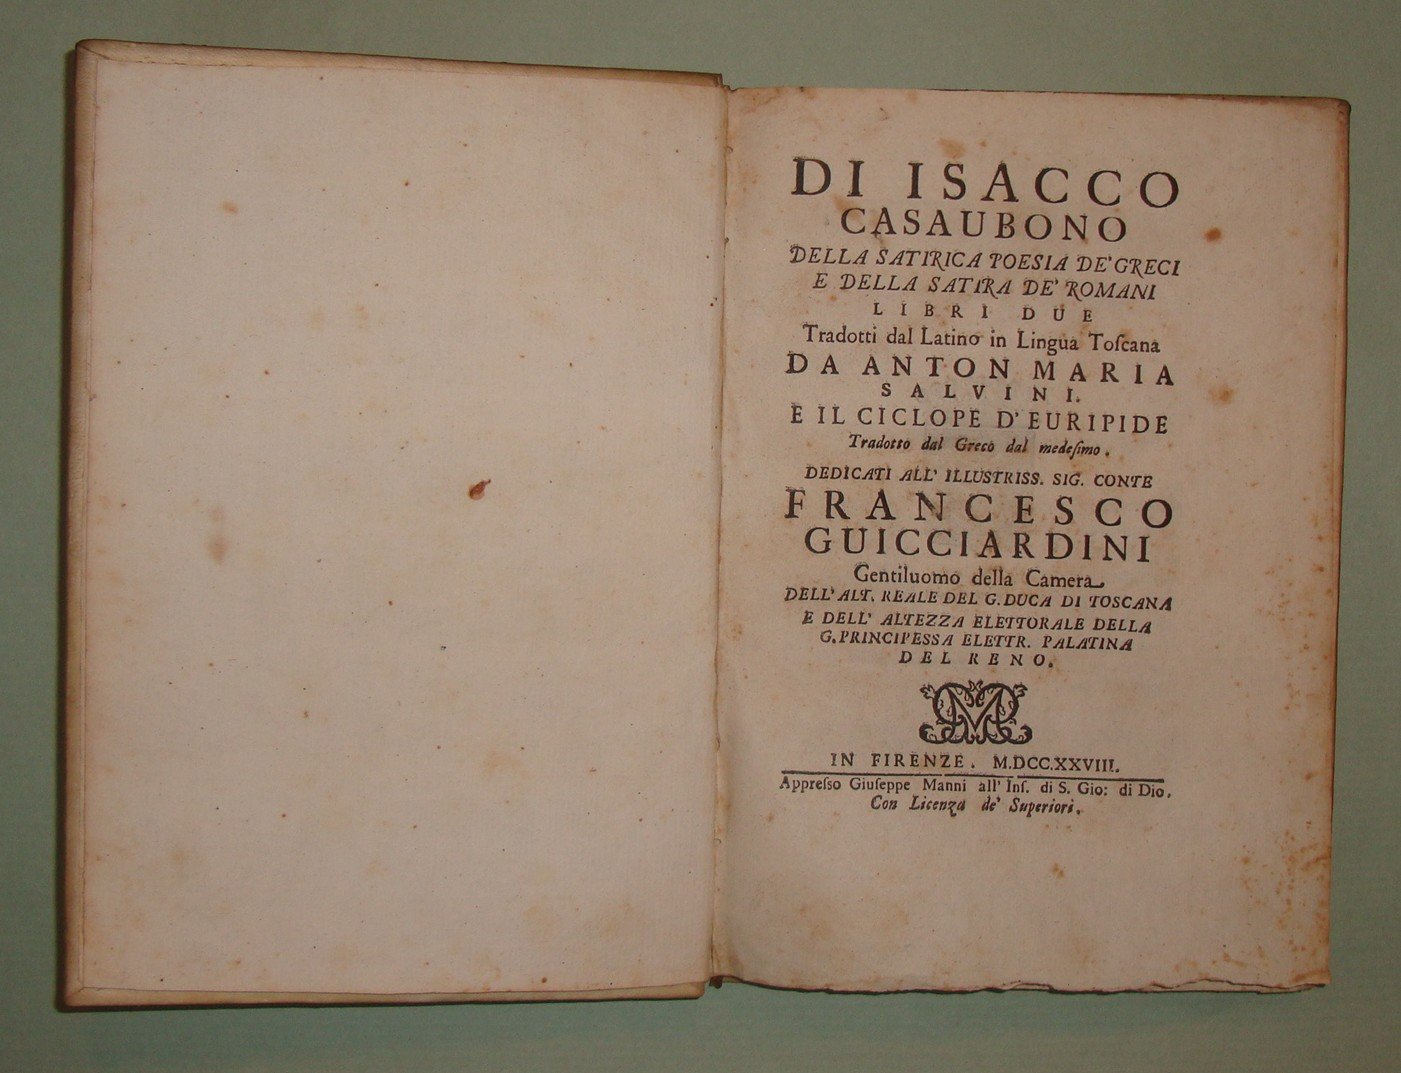 DI ISACCO
CASAUBONO
DELLA SATIRICA POESIA DE' GRECI
E DELLA SATIRA DE' ROMANI
LIBRI DUE
Tradotti dal Latino in Lingua Toſcana
DA ANTON MARIA
SALVINI.
E IL CICLOPE D'EURIPIDE
Tradotto dal Greco dal medeſimo.
DEDICATI ALL' ILLUSTRISS. SIG. CONTE
FRANCESCO
GUICCIARDINI
Gentiluomo della Camera
DELL' ALT. REALE DEL G. DUCA DI TOSCANA
E DELL' ALTEZZA ELETTORALE DELLA
G. PRINCIPESSA ELETTR. PALATINA
DEL RENO.
IN FIRENZE. M.DCC.XXVIII.
Appreſſo Giuſeppe Manni all' Inſ. di S. Gio: di Dio.
Con Licenza de' Superiori.